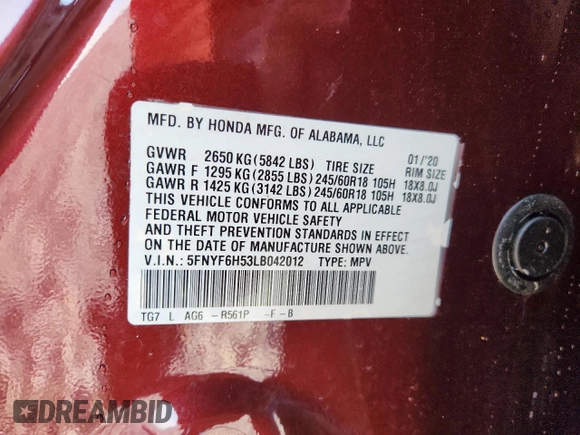 MFD. BY HONDA MFG. OF ALABAMA, LLC
GVWR 2650 KG (5842 LBS) TIRE SIZE 01/'20 RIM SIZE
GAWR F 1295 KG (2855 LBS) 245/60R18 105H 18X8.0J
GAWR R 1425 KG (3142 LBS) 245/60R18 105H 18X8.0J
THIS VEHICLE CONFORMS TO ALL APPLICABLE
FEDERAL MOTOR VEHICLE SAFETY
AND THEFT PREVENTION STANDARDS IN EFFECT
ON THE DATE OF MANUFACTURE SHOWN ABOVE.
V.I.N.: 5FNYF6H53LB042012 TYPE: MPV
TG7 L AG6 -R561P -F-B
DREAMBID